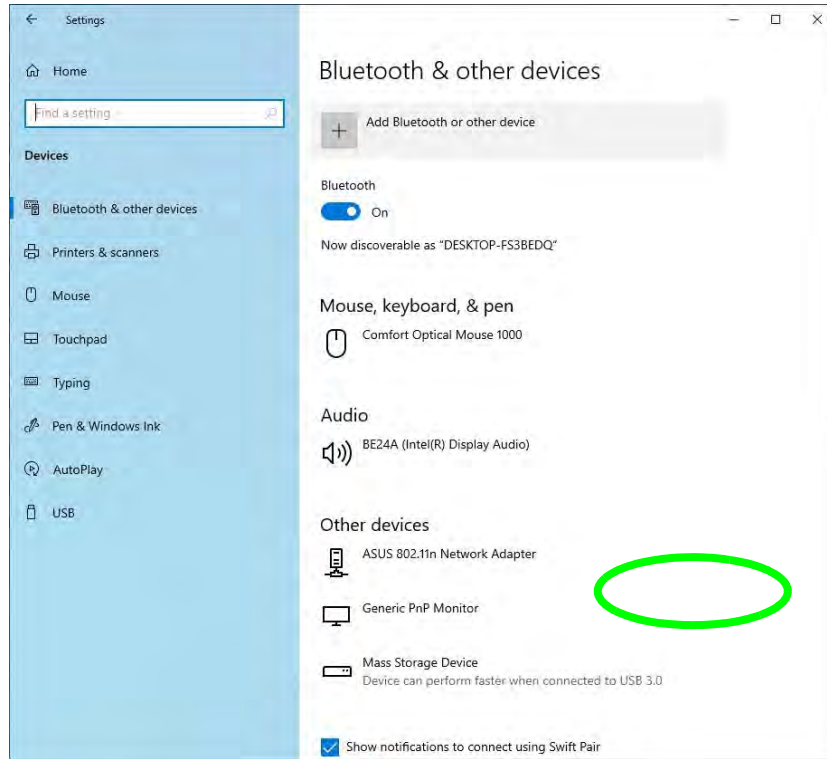 Settings
Home
Find a setting
Devices
Bluetooth & other devices
Printers & scanners
Mouse
Touchpad
Typing
Pen & Windows Ink
AutoPlay
USB
Bluetooth & other devices
Add Bluetooth or other device
Bluetooth
On
Now discoverable as "DESKTOP-FS3BEDQ"
Mouse, keyboard, & pen
Comfort Optical Mouse 1000
Audio
BE24A (Intel(R) Display Audio)
Other devices
ASUS 802.11n Network Adapter
Generic PnP Monitor
Mass Storage Device
Device can perform faster when connected to USB 3.0
Show notifications to connect using Swift Pair